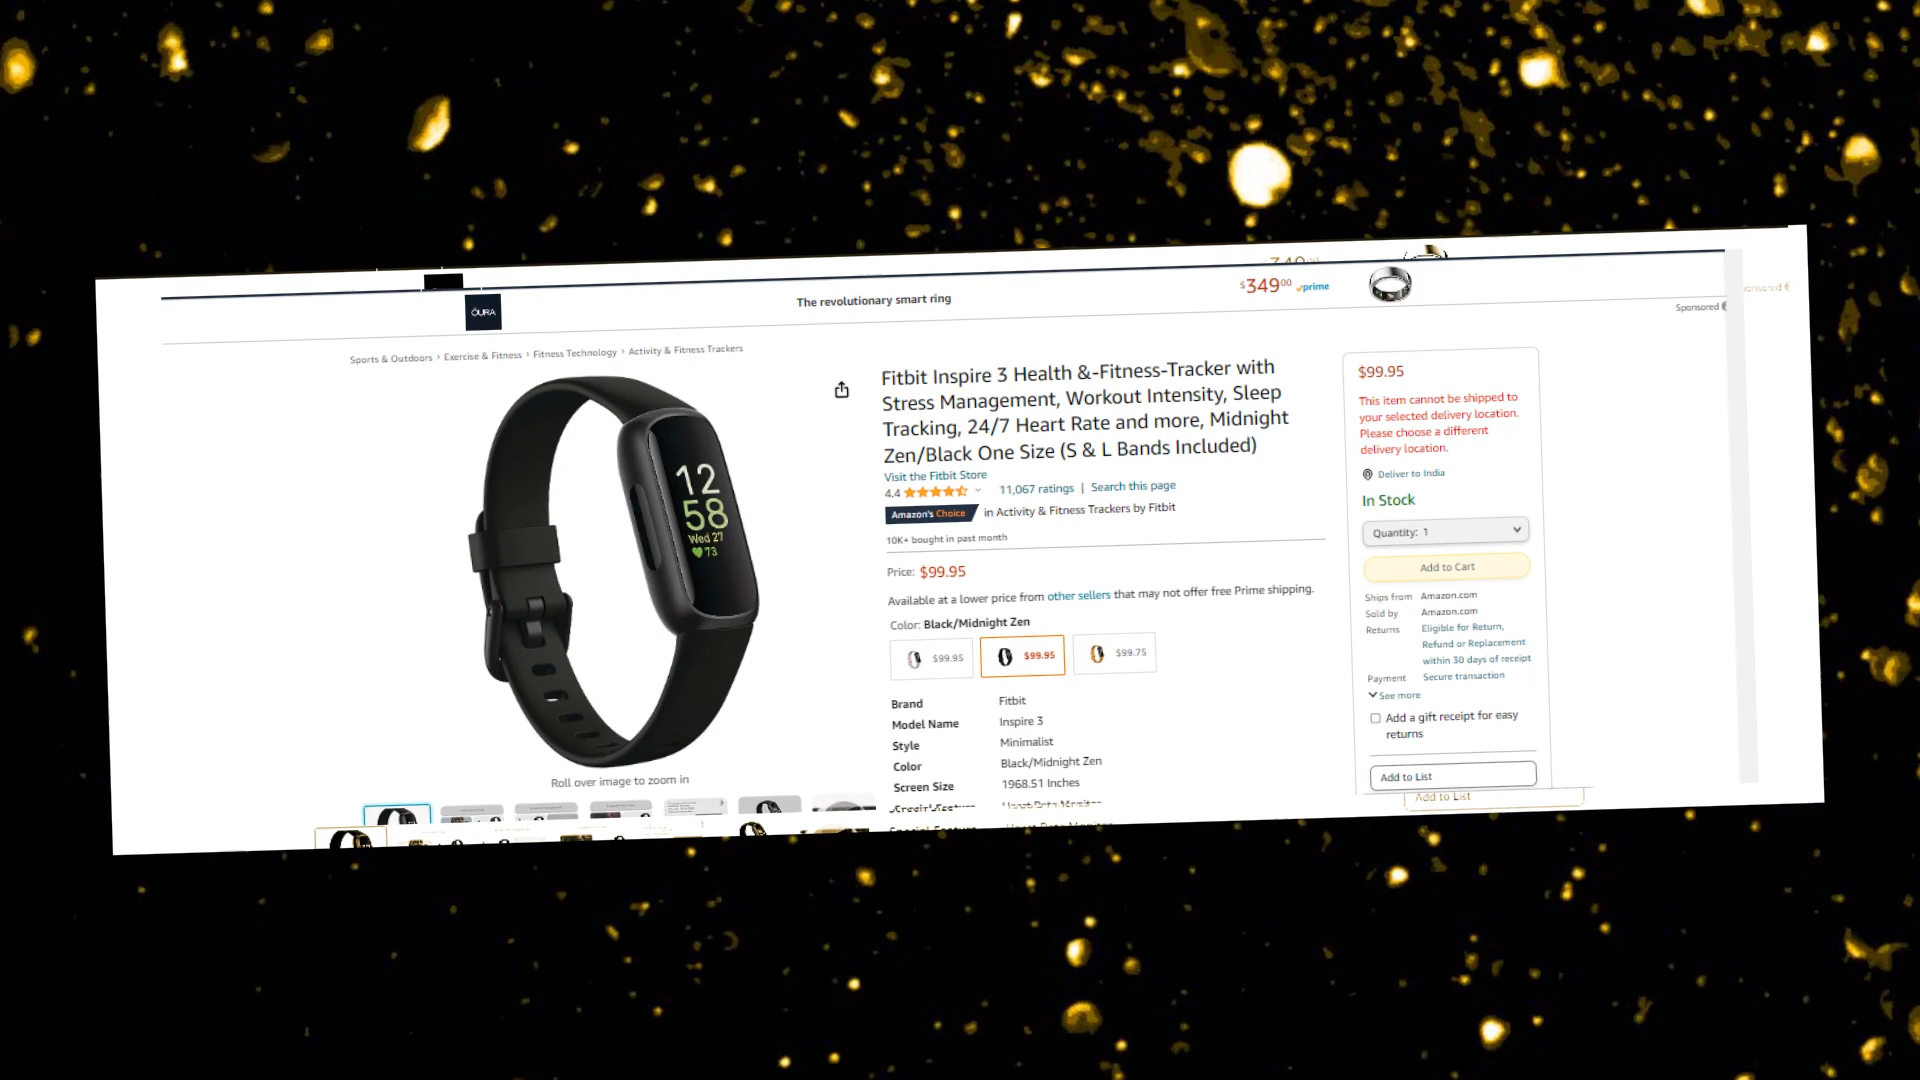 ŌURA
The revolutionary smart ring
$349.00 prime
Sponsored
Sports & Outdoors › Exercise & Fitness › Fitness Technology › Activity & Fitness Trackers
12
58
Wed 27
73
Roll over image to zoom in
Fitbit Inspire 3 Health &-Fitness-Tracker with
Stress Management, Workout Intensity, Sleep
Tracking, 24/7 Heart Rate and more, Midnight
Zen/Black One Size (S & L Bands Included)
Visit the Fitbit Store
4.4 11,067 ratings | Search this page
Amazon's Choice in Activity & Fitness Trackers by Fitbit
10K+ bought in past month
Price: $99.95
Available at a lower price from other sellers that may not offer free Prime shipping.
Color: Black/Midnight Zen
$99.95 $99.95 $99.75
Brand Fitbit
Model Name Inspire 3
Style Minimalist
Color Black/Midnight Zen
Screen Size 1968.51 Inches
Special Feature Heart Rate Monitor
$99.95
This item cannot be shipped to
your selected delivery location.
Please choose a different
delivery location.
Deliver to India
In Stock
Quantity: 1
Add to Cart
Ships from Amazon.com
Sold by Amazon.com
Returns Eligible for Return,
Refund or Replacement
within 30 days of receipt
Payment Secure transaction
See more
Add a gift receipt for easy
returns
Add to List
Add to List